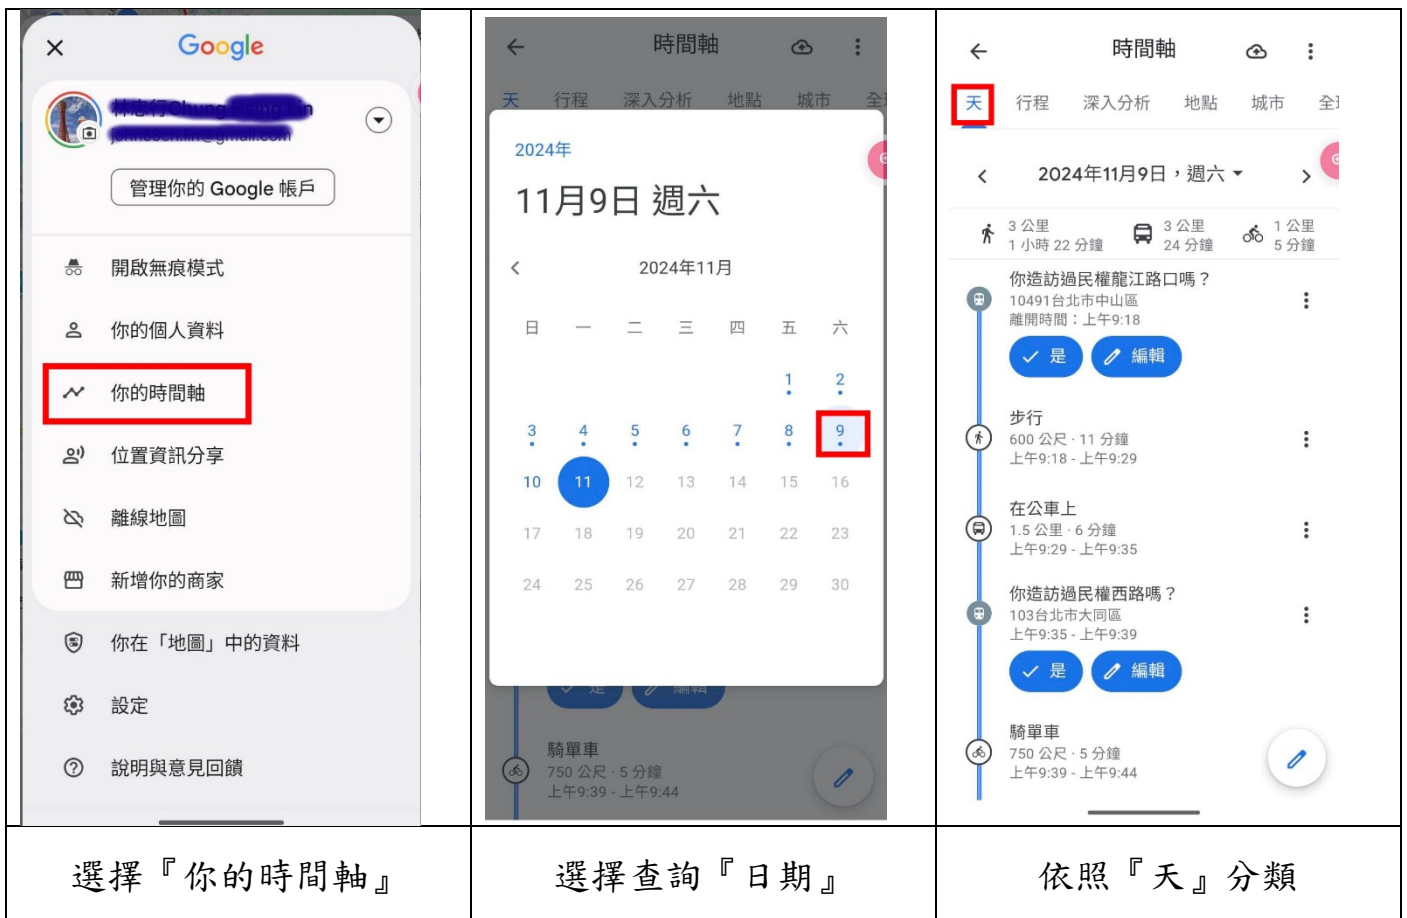 Google
管理你的 Google 帳戶
開啟無痕模式
你的個人資料
你的時間軸
位置資訊分享
離線地圖
新增你的商家
你在「地圖」中的資料
設定
說明與意見回饋
選擇『你的時間軸』
時間軸
天 行程 深入分析 地點 城市
2024年
11月9日 週六
2024年11月
日 一 二 三 四 五 六
1 2
3 4 5 6 7 8 9
10 11 12 13 14 15 16
17 18 19 20 21 22 23
24 25 26 27 28 29 30
是 編輯
騎單車
750 公尺 · 5 分鐘
上午9:39 - 上午9:44
選擇查詢『日期』
時間軸
天 行程 深入分析 地點 城市
2024年11月9日，週六
3 公里 3 公里 1 公里
1 小時 22 分鐘 24 分鐘 5 分鐘
你造訪過民權龍江路口嗎？
10491台北市中山區
離開時間：上午9:18
是 編輯
步行
600 公尺 · 11 分鐘
上午9:18 - 上午9:29
在公車上
1.5 公里 · 6 分鐘
上午9:29 - 上午9:35
你造訪過民權西路嗎？
103台北市大同區
上午9:35 - 上午9:39
是 編輯
騎單車
750 公尺 · 5 分鐘
上午9:39 - 上午9:44
依照『天』分類